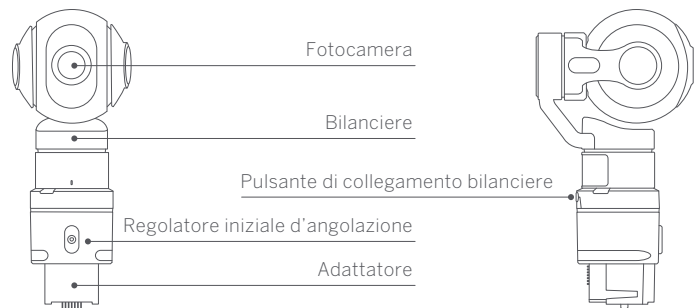 Fotocamera
Bilanciere
Pulsante di collegamento bilanciere
Regolatore iniziale d'angolazione
Adattatore